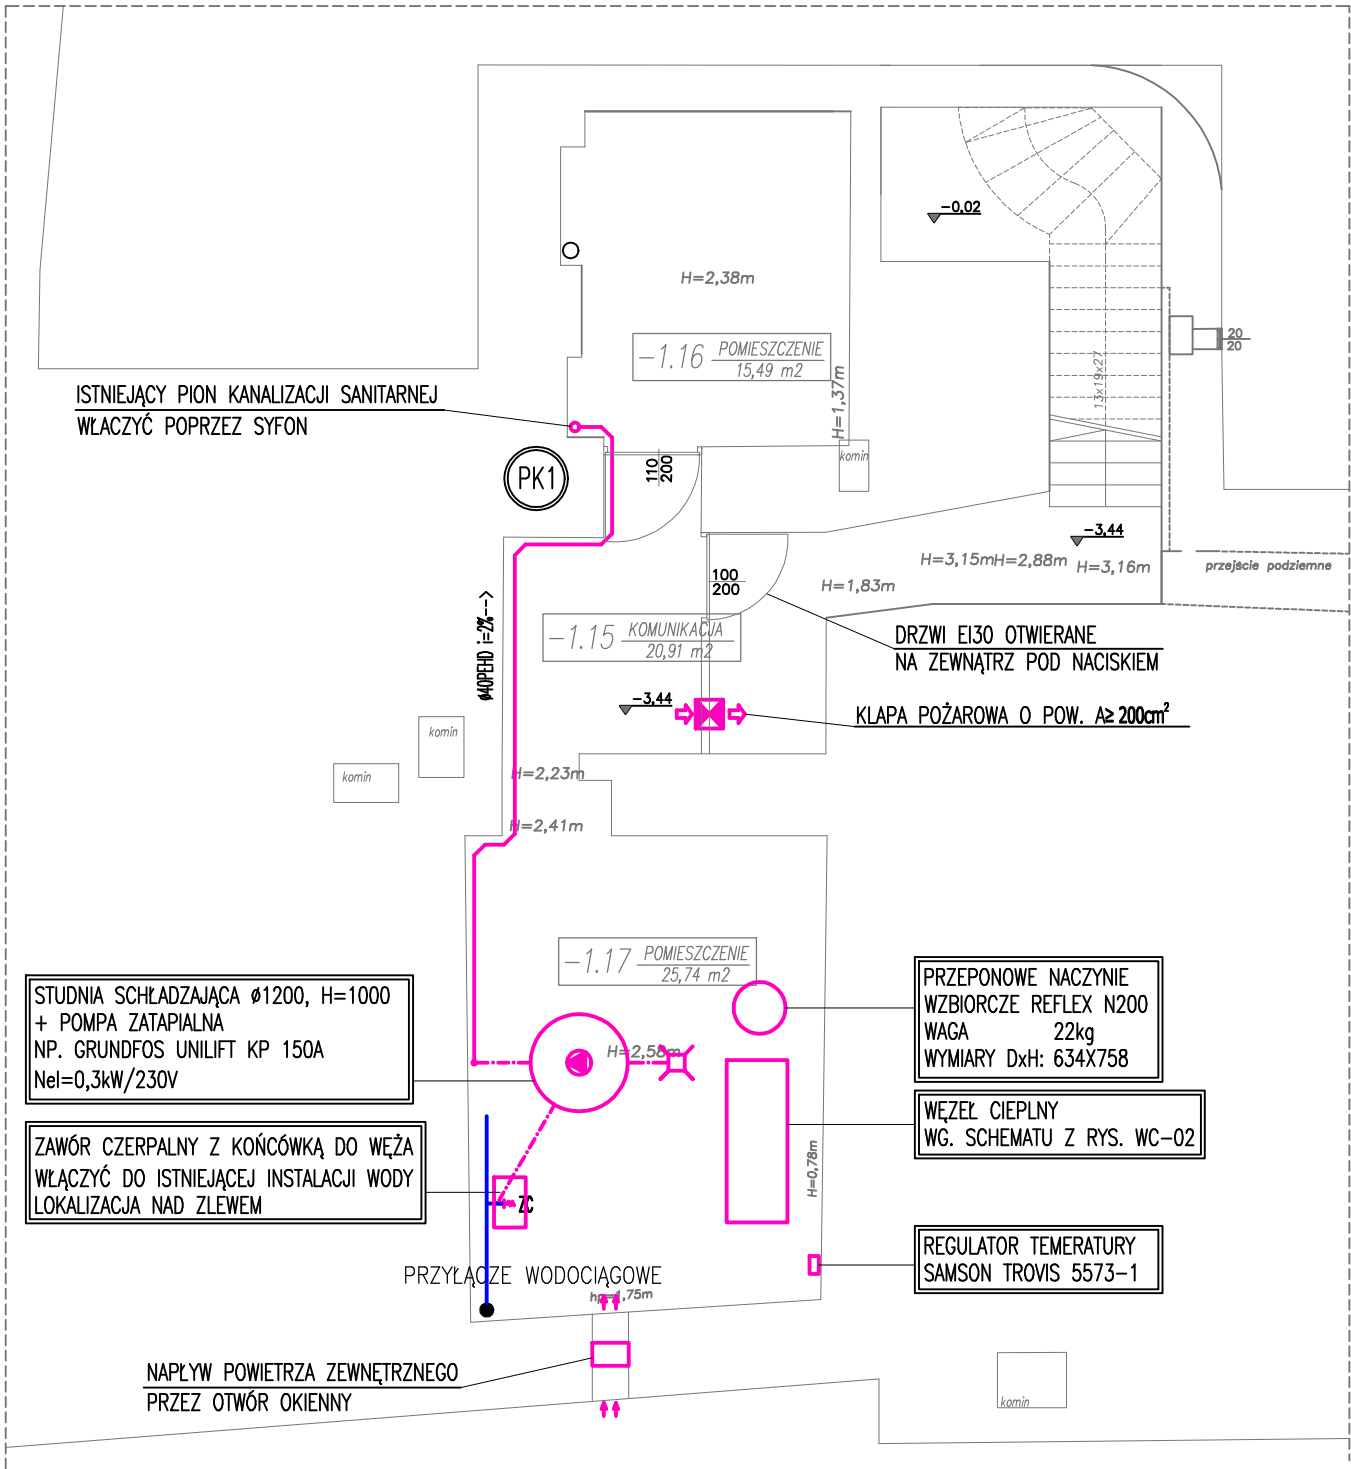 -0,02
H=2,38m
20
20
-1.16 POMIESZCZENIE
15,49 m2
13x19x27
H=1,37m
ISTNIEJĄCY PION KANALIZACJI SANITARNEJ
WŁACZYĆ POPRZEZ SYFON
komin
PK1
110
200
-3,44
H=3,15m
H=2,88m
H=3,16m
przejście podziemne
100
200
H=1,83m
ø40PEHD i=2%-->
-1.15 KOMUNIKACJA
20,91 m2
DRZWI EI30 OTWIERANE
NA ZEWNĄTRZ POD NACISKIEM
-3,44
KLAPA POŻAROWA O POW. A≥200cm²
komin
komin
H=2,23m
H=2,41m
-1.17 POMIESZCZENIE
25,74 m2
STUDNIA SCHŁADZAJĄCA ø1200, H=1000
+ POMPA ZATAPIALNA
NP. GRUNDFOS UNILIFT KP 150A
Nel=0,3kW/230V
H=2,58m
PRZEPONOWE NACZYNIE
WZBIORCZE REFLEX N200
WAGA 22kg
WYMIARY DxH: 634X758
WĘZEŁ CIEPLNY
WG. SCHEMATU Z RYS. WC-02
ZAWÓR CZERPALNY Z KOŃCÓWKĄ DO WĘŻA
WŁĄCZYĆ DO ISTNIEJĄCEJ INSTALACJI WODY
LOKALIZACJA NAD ZLEWEM
ZC
H=0,78m
REGULATOR TEMERATURY
SAMSON TROVIS 5573-1
PRZYŁĄCZE WODOCIĄGOWE
hp=1,75m
NAPŁYW POWIETRZA ZEWNĘTRZNEGO
PRZEZ OTWÓR OKIENNY
komin